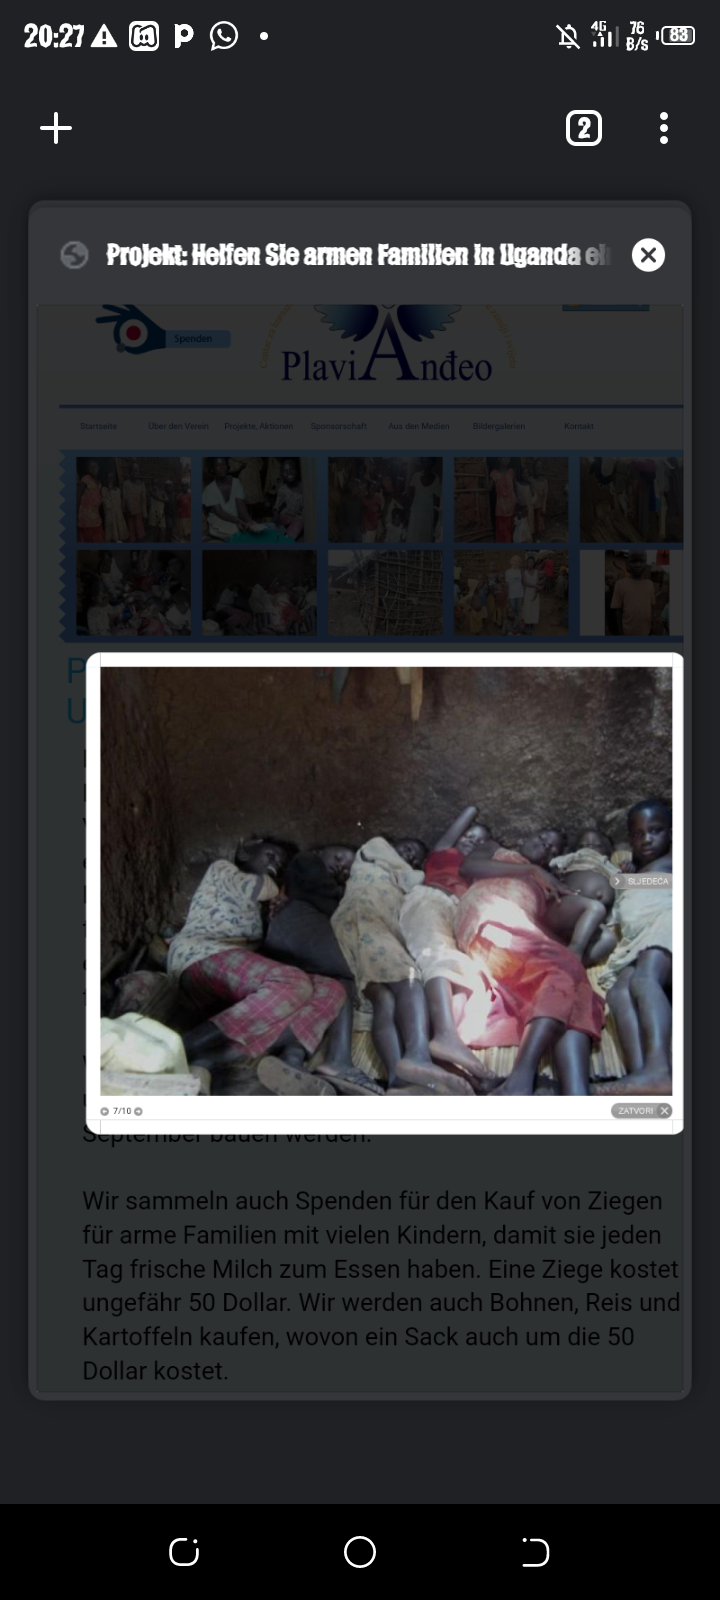 20:27
4G
76
B/s
83
2
Projekt: Helfen Sie armen Familien in Uganda ei
Spenden
Plavi Anđeo
Startseite Über den Verein Projekte, Aktionen Sponsorschaft Aus den Medien Bildergalerien Kontakt
P
U
SLJEDEĆA
7/10
ZATVORI
September bauen werden.
Wir sammeln auch Spenden für den Kauf von Ziegen
für arme Familien mit vielen Kindern, damit sie jeden
Tag frische Milch zum Essen haben. Eine Ziege kostet
ungefähr 50 Dollar. Wir werden auch Bohnen, Reis und
Kartoffeln kaufen, wovon ein Sack auch um die 50
Dollar kostet.